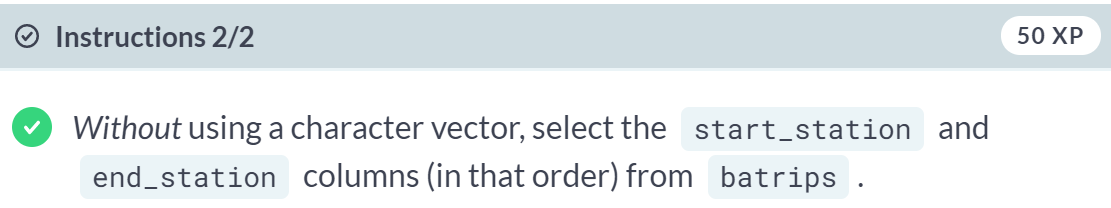 Instructions 2/2
50 XP
Without using a character vector, select the start_station and
end_station columns (in that order) from batrips .